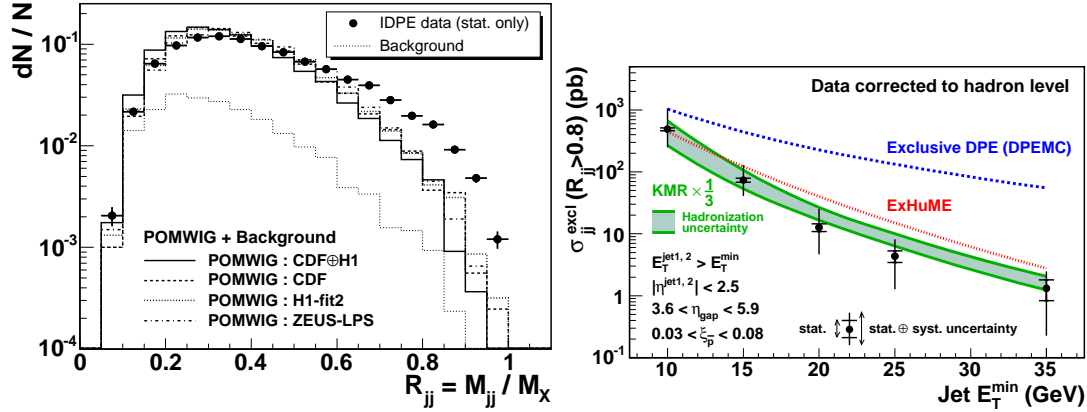 dN / N
10⁻¹
10⁻²
10⁻³
10⁻⁴
IDPE data (stat. only)
Background
POMWIG + Background
POMWIG : CDF⊕H1
POMWIG : CDF
POMWIG : H1-fit2
POMWIG : ZEUS-LPS
0 0.2 0.4 0.6 0.8 1
R_jj = M_jj / M_X
σ_jj^excl (R_jj>0.8) (pb)
10³
10²
10
1
10⁻¹
Data corrected to hadron level
Exclusive DPE (DPEMC)
KMR × 1/3
ExHuME
Hadronization
uncertainty
E_T^jet1, 2 > E_T^min
|η^jet1, 2| < 2.5
3.6 < η_gap < 5.9
0.03 < ξ_p̄ < 0.08
stat.
stat. ⊕ syst. uncertainty
10 15 20 25 30 35
Jet E_T^min (GeV)